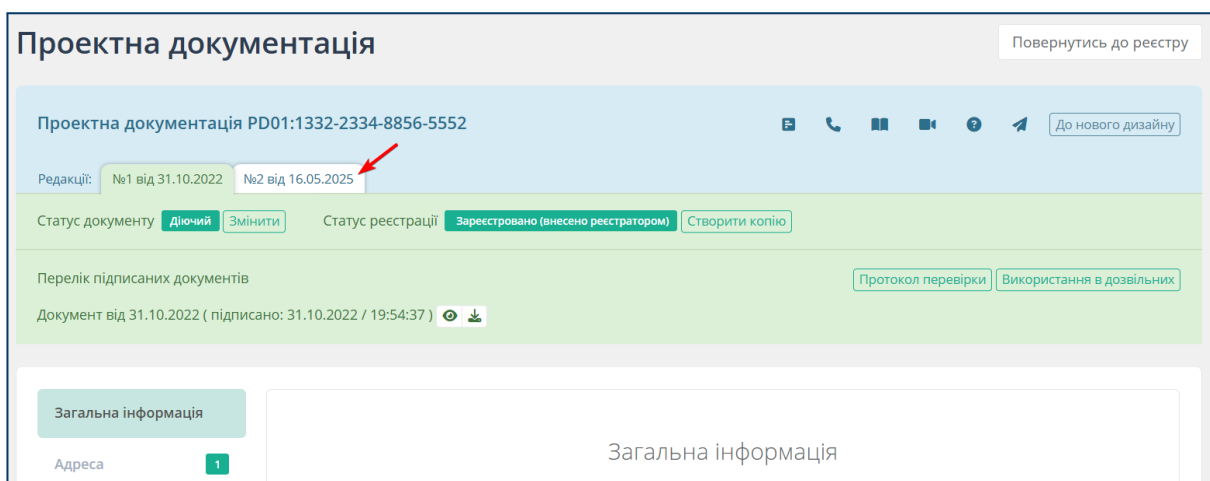 Проектна документація
Повернутись до реєстру
Проектна документація PD01:1332-2334-8856-5552
До нового дизайну
Редакції: №1 від 31.10.2022 №2 від 16.05.2025
Статус документу Діючий Змінити Статус реєстрації Зареєстровано (внесено реєстратором) Створити копію
Перелік підписаних документів
Протокол перевірки Використання в дозвільних
Документ від 31.10.2022 ( підписано: 31.10.2022 / 19:54:37 )
Загальна інформація
Адреса 1
Загальна інформація